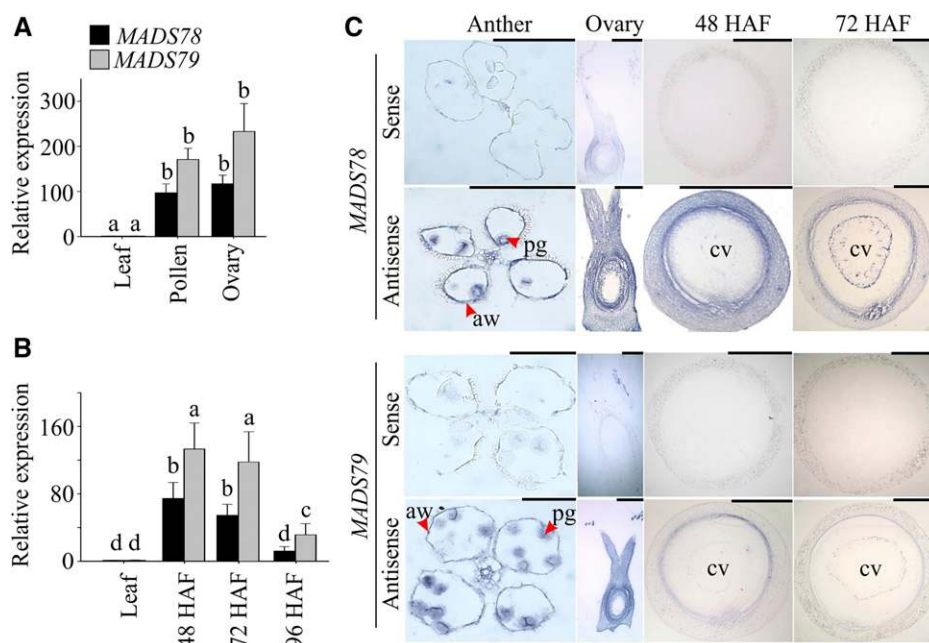 A
MADS78
MADS79
Relative expression
300
200
100
0
b
b
b
b
a a
Leaf
Pollen
Ovary
B
Relative expression
160
80
0
a
a
b
b
c
d
d d
Leaf
48 HAF
72 HAF
96 HAF
C
Anther Ovary 48 HAF 72 HAF
MADS78
Sense
Antisense
pg
aw
cv
cv
MADS79
Sense
Antisense
aw
pg
cv
cv